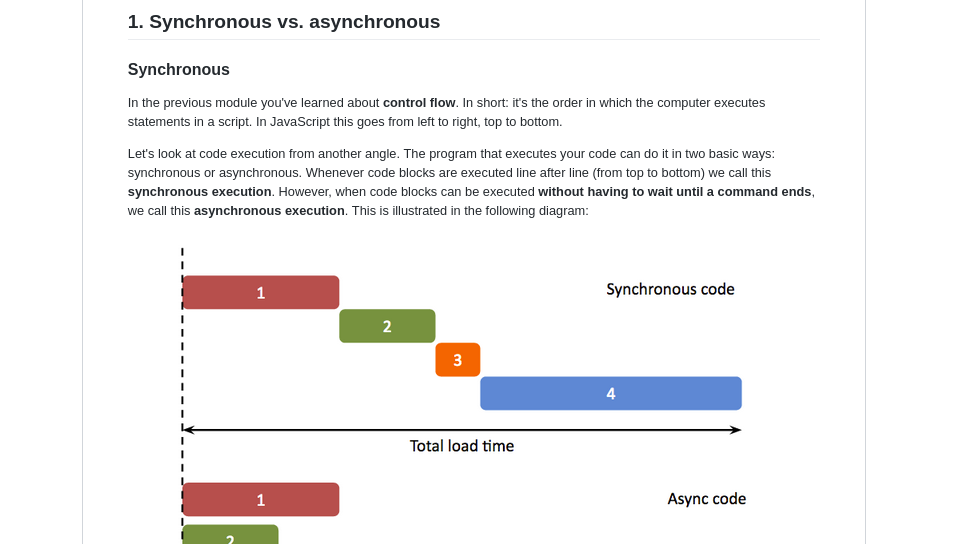 1. Synchronous vs. asynchronous
Synchronous
In the previous module you've learned about control flow. In short: it's the order in which the computer executes
statements in a script. In JavaScript this goes from left to right, top to bottom.
Let's look at code execution from another angle. The program that executes your code can do it in two basic ways:
synchronous or asynchronous. Whenever code blocks are executed line after line (from top to bottom) we call this
synchronous execution. However, when code blocks can be executed without having to wait until a command ends,
we call this asynchronous execution. This is illustrated in the following diagram:
1
Synchronous code
2
3
4
Total load time
1
Async code
2